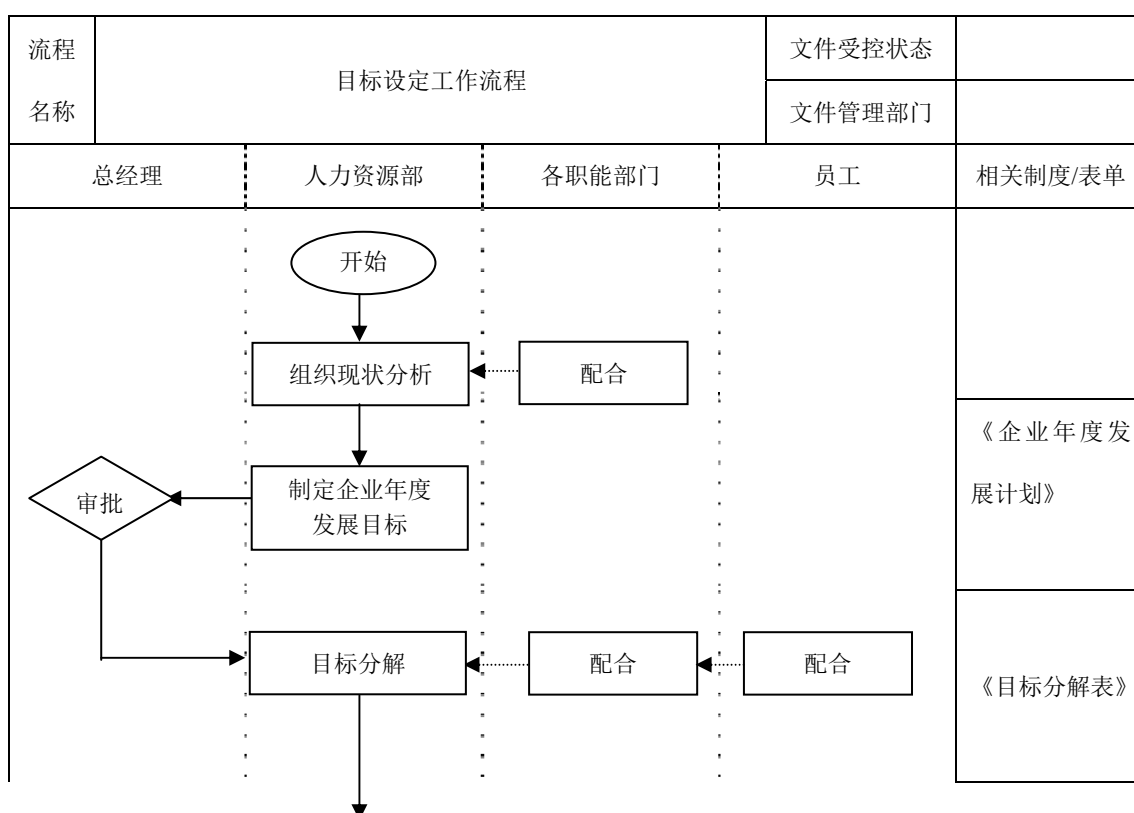 流程
名称
目标设定工作流程
文件受控状态
文件管理部门
总经理
人力资源部
各职能部门
员工
相关制度/表单
开始
组织现状分析
配合
《企业年度发
展计划》
审批
制定企业年度
发展目标
目标分解
配合
配合
《目标分解表》